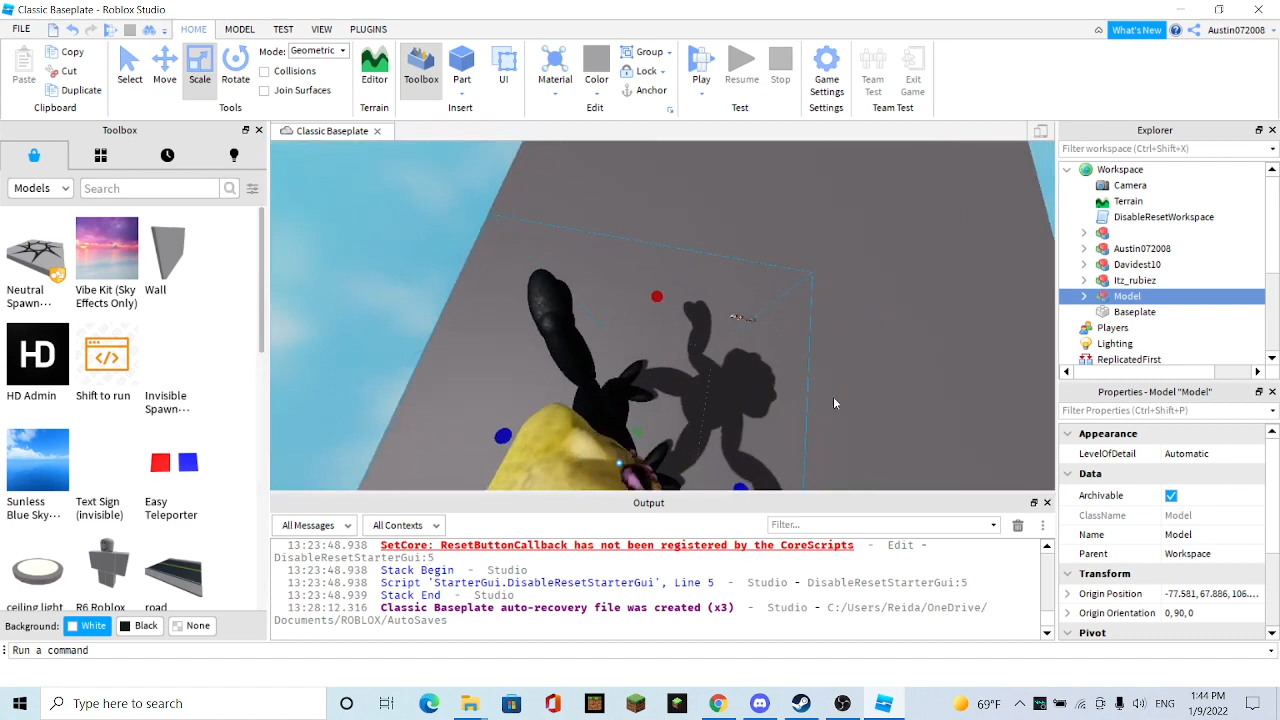 Classic Baseplate - Roblox Studio
FILE
HOME MODEL TEST VIEW PLUGINS
What's New
Austin072008
Paste
Copy
Cut
Duplicate
Clipboard
Select Move Scale Rotate
Mode: Geometric
Collisions
Join Surfaces
Tools
Editor
Terrain
Toolbox Part UI
Insert
Material Color
Group
Lock
Anchor
Edit
Play Resume Stop
Test
Game Settings
Settings
Team Test Exit Game
Team Test
Toolbox
Models
Search
Neutral Spawn···
Vibe Kit (Sky Effects Only)
Wall
HD
HD Admin
Shift to run
Invisible Spawn···
Sunless Blue Sky···
Text Sign (invisible)
Easy Teleporter
ceiling light
R6 Roblox
road
Background: White Black None
Classic Baseplate
Output
All Messages All Contexts Filter...
13:23:48.938 SetCore: ResetButtonCallback has not been registered by the CoreScripts - Edit -
DisableResetStarterGui:5
13:23:48.938 Stack Begin - Studio
13:23:48.938 Script 'StarterGui.DisableResetStarterGui', Line 5 - Studio - DisableResetStarterGui:5
13:23:48.939 Stack End - Studio
13:28:12.316 Classic Baseplate auto-recovery file was created (x3) - Studio - C:/Users/Reida/OneDrive/
Documents/ROBLOX/AutoSaves
Explorer
Filter workspace (Ctrl+Shift+X)
Workspace
Camera
Terrain
DisableResetWorkspace
Austin072008
Davidest10
Itz_rubiez
Model
Baseplate
Players
Lighting
ReplicatedFirst
Properties - Model "Model"
Filter Properties (Ctrl+Shift+P)
Appearance
LevelOfDetail Automatic
Data
Archivable
ClassName Model
Name Model
Parent Workspace
Transform
Origin Position -77.581, 67.886, 106....
Origin Orientation 0, 90, 0
Pivot
Run a command
Type here to search
69°F
1:44 PM
1/9/2022